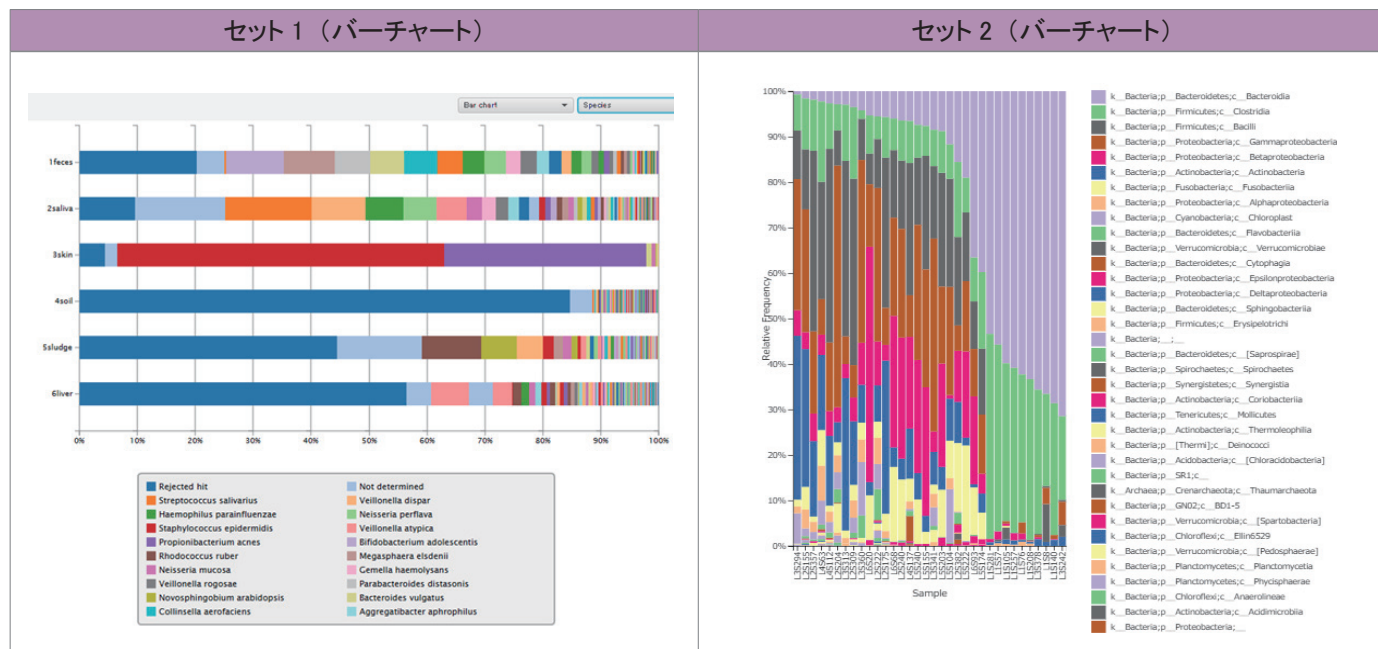 セット 1 （バーチャート）
セット 2 （バーチャート）
Bar chart
Species
1feces
2saliva
3skin
4soil
5sludge
6liver
0% 10% 20% 30% 40% 50% 60% 70% 80% 90% 100%
Rejected hit
Not determined
Streptococcus salivarius
Veillonella dispar
Haemophilus parainfluenzae
Neisseria perflava
Staphylococcus epidermidis
Veillonella atypica
Propionibacterium acnes
Bifidobacterium adolescentis
Rhodococcus ruber
Megasphaera elsdenii
Neisseria mucosa
Gemella haemolysans
Veillonella rogosae
Parabacteroides distasonis
Novosphingobium arabidopsis
Bacteroides vulgatus
Collinsella aerofaciens
Aggregatibacter aphrophilus
100%
90%
80%
70%
60%
50%
40%
30%
20%
10%
0%
Relative Frequency
Sample
k__Bacteria;p__Bacteroidetes;c__Bacteroidia
k__Bacteria;p__Firmicutes;c__Clostridia
k__Bacteria;p__Firmicutes;c__Bacilli
k__Bacteria;p__Proteobacteria;c__Gammaproteobacteria
k__Bacteria;p__Proteobacteria;c__Betaproteobacteria
k__Bacteria;p__Actinobacteria;c__Actinobacteria
k__Bacteria;p__Fusobacteria;c__Fusobacteriia
k__Bacteria;p__Proteobacteria;c__Alphaproteobacteria
k__Bacteria;p__Cyanobacteria;c__Chloroplast
k__Bacteria;p__Bacteroidetes;c__Flavobacteriia
k__Bacteria;p__Verrucomicrobia;c__Verrucomicrobiae
k__Bacteria;p__Bacteroidetes;c__Cytophagia
k__Bacteria;p__Proteobacteria;c__Epsilonproteobacteria
k__Bacteria;p__Proteobacteria;c__Deltaproteobacteria
k__Bacteria;p__Bacteroidetes;c__Sphingobacteriia
k__Bacteria;p__Firmicutes;c__Erysipelotrichi
k__Bacteria;__;__
k__Bacteria;p__Bacteroidetes;c__[Saprospirae]
k__Bacteria;p__Spirochaetes;c__Spirochaetes
k__Bacteria;p__Synergistetes;c__Synergistia
k__Bacteria;p__Actinobacteria;c__Coriobacteriia
k__Bacteria;p__Tenericutes;c__Mollicutes
k__Bacteria;p__Actinobacteria;c__Thermoleophilia
k__Bacteria;p__[Thermi];c__Deinococci
k__Bacteria;p__Acidobacteria;c__[Chloracidobacteria]
k__Bacteria;p__SR1;c__
k__Archaea;p__Crenarchaeota;c__Thaumarchaeota
k__Bacteria;p__GN02;c__BD1-5
k__Bacteria;p__Verrucomicrobia;c__[Spartobacteria]
k__Bacteria;p__Chloroflexi;c__Ellin6529
k__Bacteria;p__Verrucomicrobia;c__[Pedosphaerae]
k__Bacteria;p__Planctomycetes;c__Planctomycetia
k__Bacteria;p__Planctomycetes;c__Phycisphaerae
k__Bacteria;p__Chloroflexi;c__Anaerolineae
k__Bacteria;p__Actinobacteria;c__Acidimicrobiia
k__Bacteria;p__Proteobacteria;__